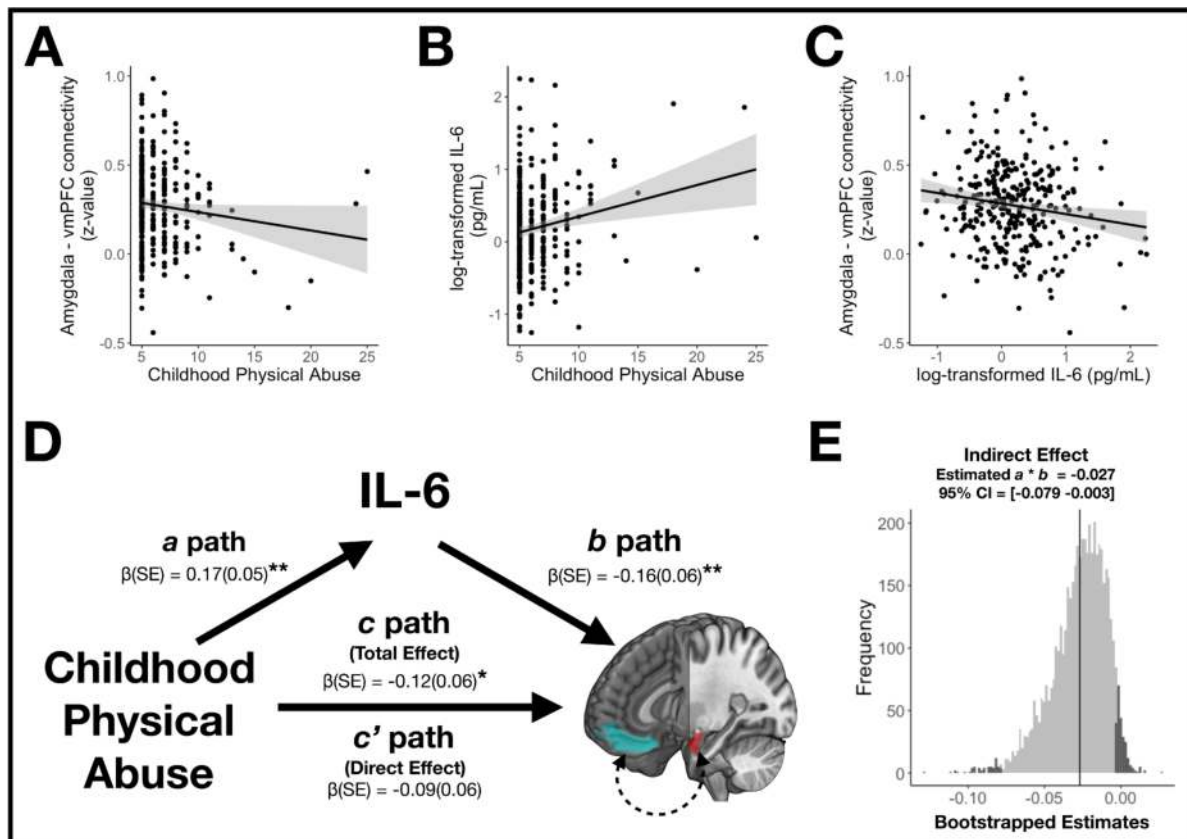 A
Amygdala - vmPFC connectivity
(z-value)
1.0
0.5
0.0
-0.5
5
10
15
20
25
Childhood Physical Abuse
B
log-transformed IL-6
(pg/mL)
2
1
0
-1
5
10
15
20
25
Childhood Physical Abuse
C
Amygdala - vmPFC connectivity
(z-value)
1.0
0.5
0.0
-0.5
-1
0
1
2
log-transformed IL-6 (pg/mL)
D
IL-6
a path
β(SE) = 0.17(0.05)**
b path
β(SE) = -0.16(0.06)**
Childhood
Physical
Abuse
c path
(Total Effect)
β(SE) = -0.12(0.06)*
c' path
(Direct Effect)
β(SE) = -0.09(0.06)
E
Indirect Effect
Estimated a * b = -0.027
95% CI = [-0.079 -0.003]
Frequency
200
150
100
50
0
-0.10
-0.05
0.00
Bootstrapped Estimates